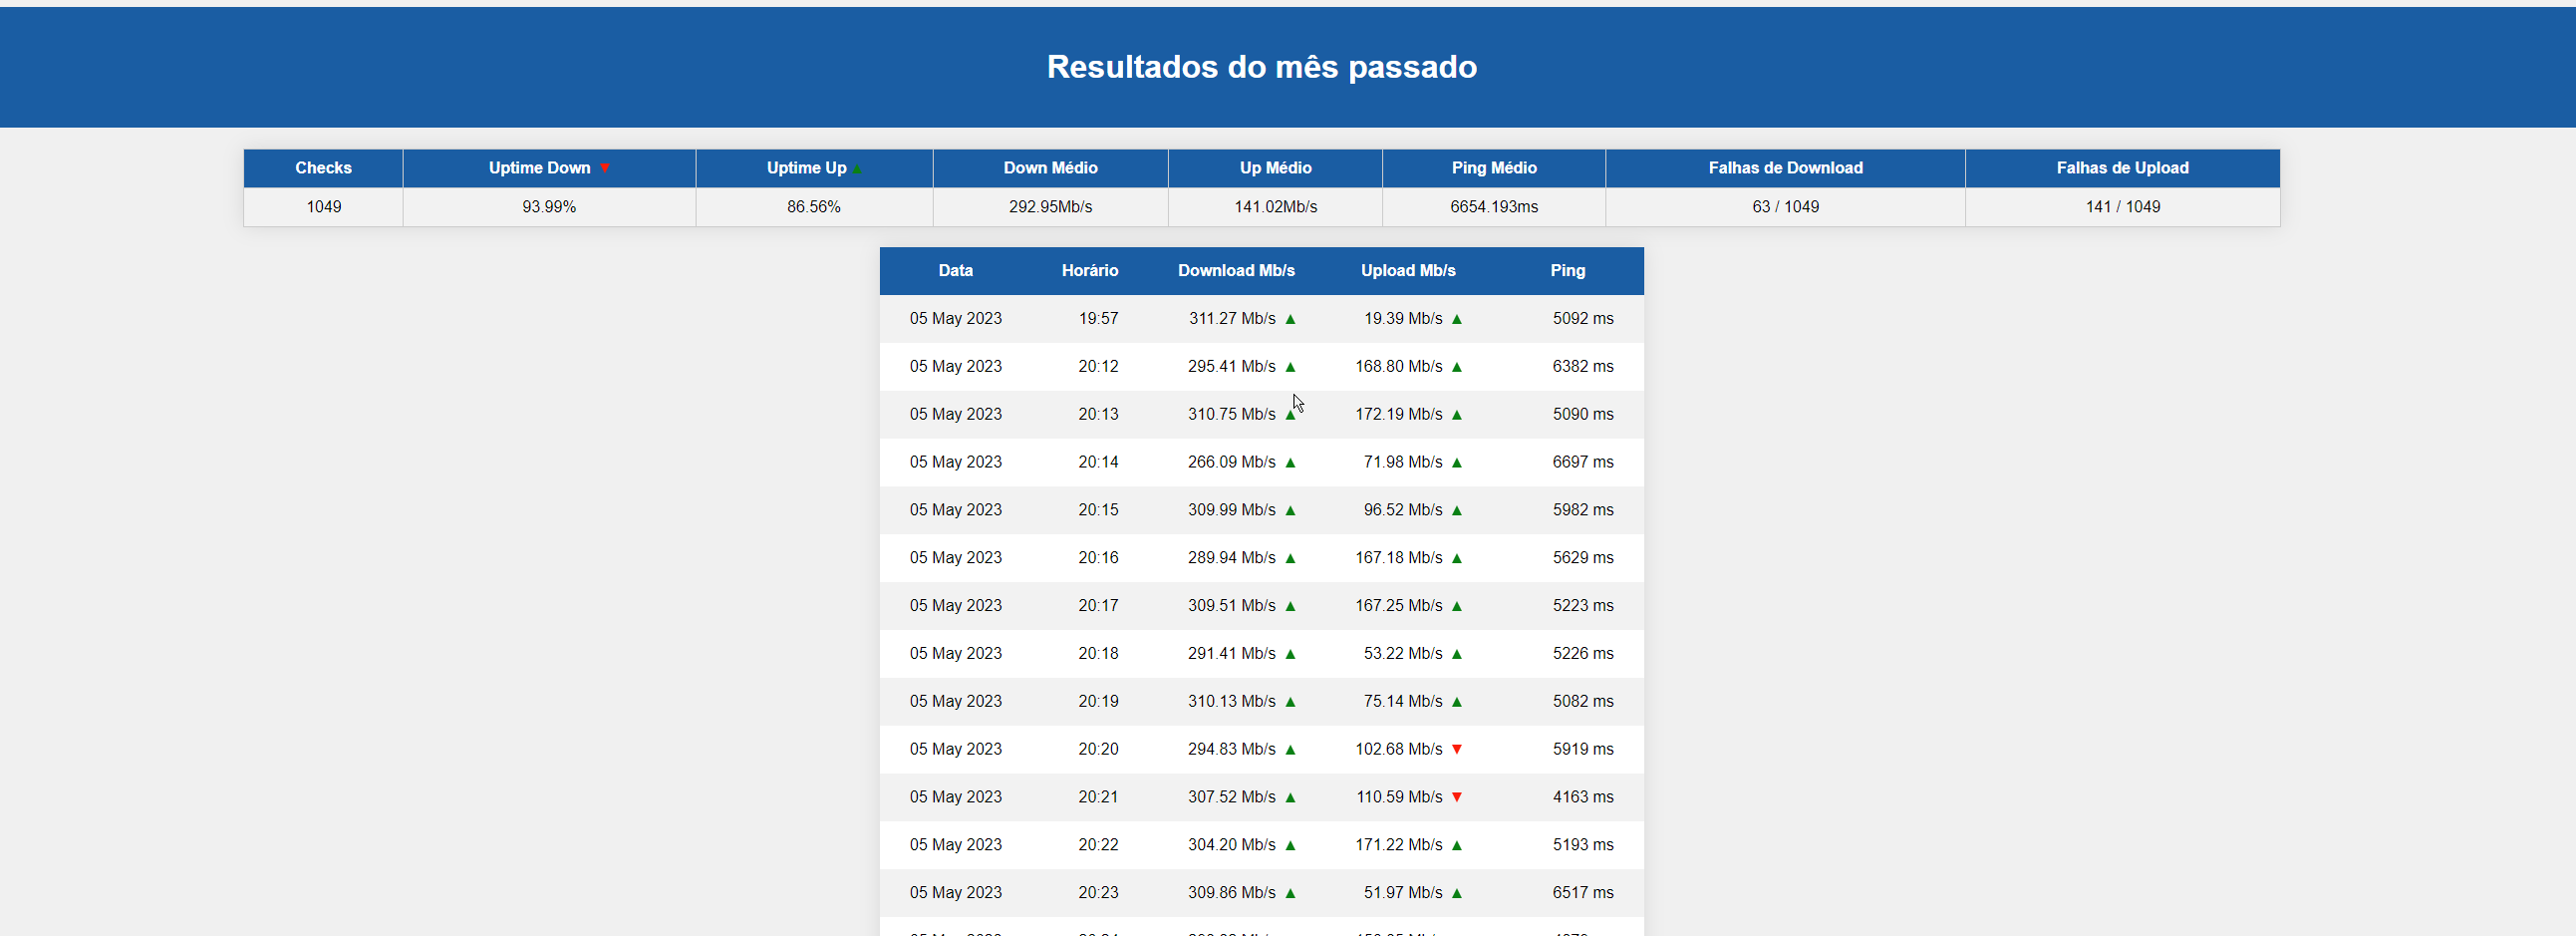 Resultados do mês passado
Checks Uptime Down ▼ Uptime Up ▲ Down Médio Up Médio Ping Médio Falhas de Download Falhas de Upload
1049 93.99% 86.56% 292.95Mb/s 141.02Mb/s 6654.193ms 63 / 1049 141 / 1049
Data Horário Download Mb/s Upload Mb/s Ping
05 May 2023 19:57 311.27 Mb/s ▲ 19.39 Mb/s ▲ 5092 ms
05 May 2023 20:12 295.41 Mb/s ▲ 168.80 Mb/s ▲ 6382 ms
05 May 2023 20:13 310.75 Mb/s ▲ 172.19 Mb/s ▲ 5090 ms
05 May 2023 20:14 266.09 Mb/s ▲ 71.98 Mb/s ▲ 6697 ms
05 May 2023 20:15 309.99 Mb/s ▲ 96.52 Mb/s ▲ 5982 ms
05 May 2023 20:16 289.94 Mb/s ▲ 167.18 Mb/s ▲ 5629 ms
05 May 2023 20:17 309.51 Mb/s ▲ 167.25 Mb/s ▲ 5223 ms
05 May 2023 20:18 291.41 Mb/s ▲ 53.22 Mb/s ▲ 5226 ms
05 May 2023 20:19 310.13 Mb/s ▲ 75.14 Mb/s ▲ 5082 ms
05 May 2023 20:20 294.83 Mb/s ▲ 102.68 Mb/s ▼ 5919 ms
05 May 2023 20:21 307.52 Mb/s ▲ 110.59 Mb/s ▼ 4163 ms
05 May 2023 20:22 304.20 Mb/s ▲ 171.22 Mb/s ▲ 5193 ms
05 May 2023 20:23 309.86 Mb/s ▲ 51.97 Mb/s ▲ 6517 ms